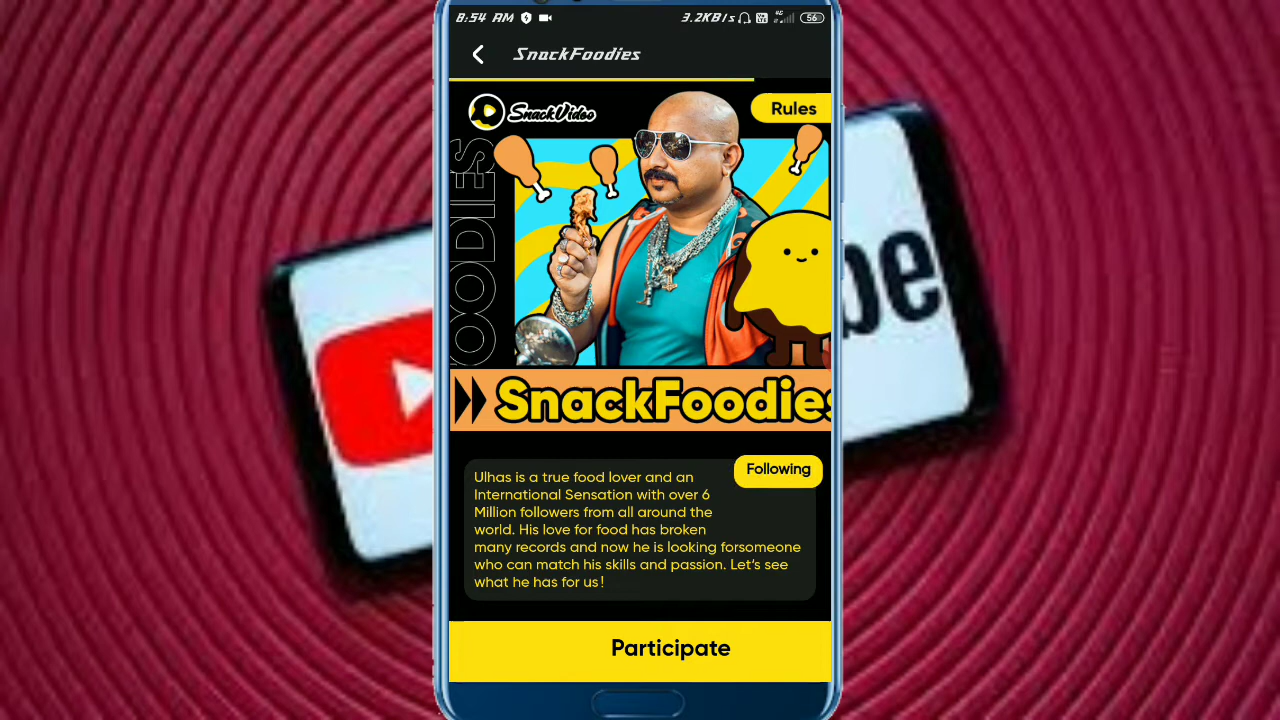 8:54 AM
3.2KB/s
4G
56
SnackFoodies
SnackVideo
Rules
FOODIES
be
SnackFoodies
Following
Ulhas is a true food lover and an
International Sensation with over 6
Million followers from all around the
world. His love for food has broken
many records and now he is looking forsomeone
who can match his skills and passion. Let's see
what he has for us!
Participate